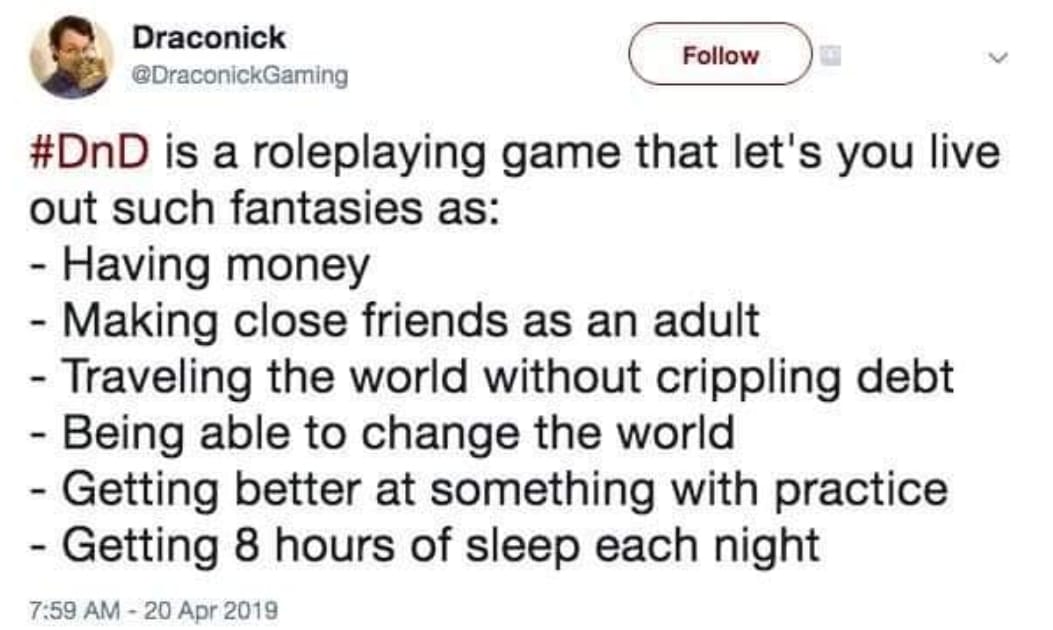 Draconick
@DraconickGaming
Follow
#DnD is a roleplaying game that let's you live
out such fantasies as:
- Having money
- Making close friends as an adult
- Traveling the world without crippling debt
- Being able to change the world
- Getting better at something with practice
- Getting 8 hours of sleep each night
7:59 AM - 20 Apr 2019